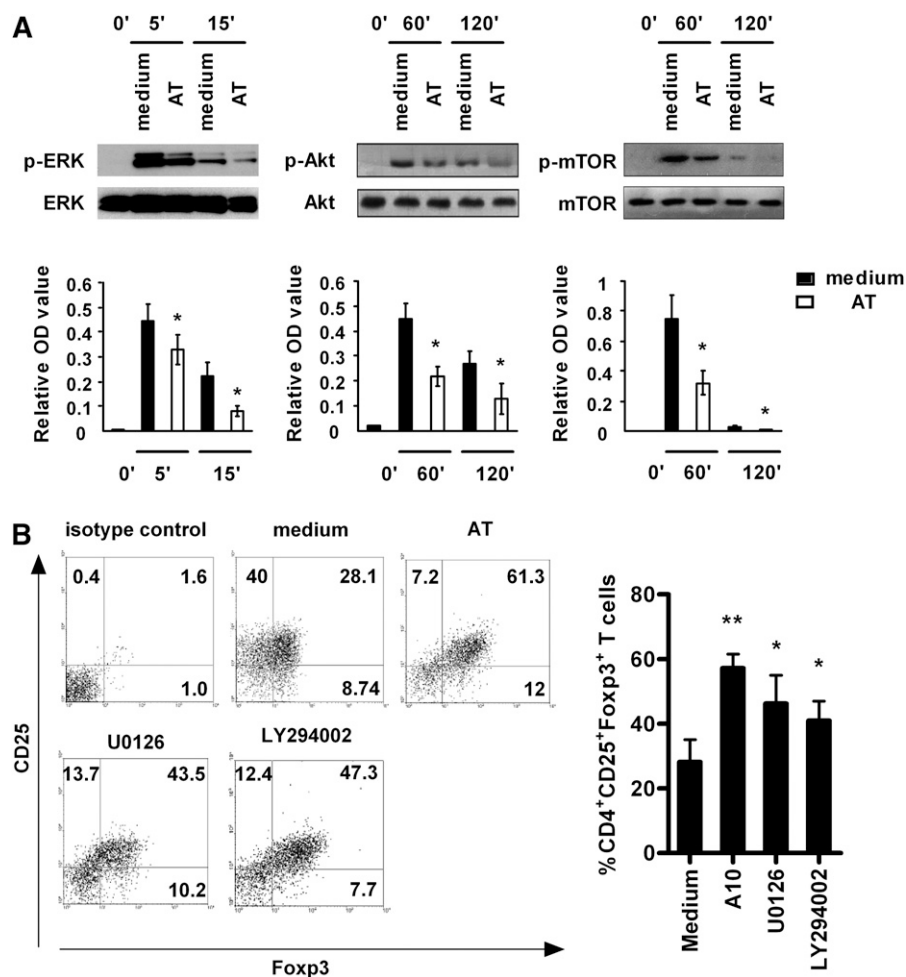 A
0' 5' 15' 0' 60' 120' 0' 60' 120'
medium AT medium AT medium AT medium AT medium AT medium AT
p-ERK p-Akt p-mTOR
ERK Akt mTOR
Relative OD value
0.6
0.5
0.4
0.3
0.2
0.1
0
* *
0' 5' 15'
Relative OD value
0.6
0.5
0.4
0.3
0.2
0.1
0
* *
0' 60' 120'
Relative OD value
1
0.8
0.6
0.4
0.2
0
* *
0' 60' 120'
medium
AT
B
isotype control medium AT
0.4 1.6 40 28.1 7.2 61.3
1.0 8.74 12
U0126 LY294002
13.7 43.5 12.4 47.3
10.2 7.7
CD25
Foxp3
%CD4+CD25+Foxp3+ T cells
80
60
40
20
0
** * *
Medium A10 U0126 LY294002